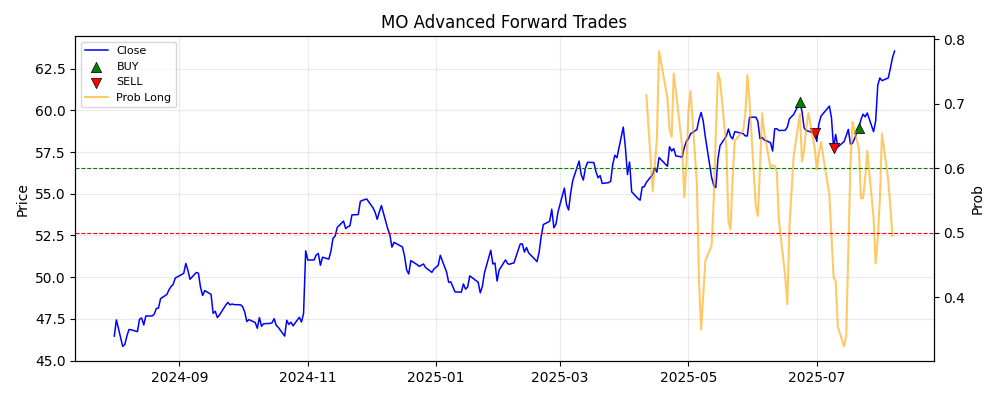 MO Advanced Forward Trades
Close
BUY
SELL
Prob Long
Price
62.5
60.0
57.5
55.0
52.5
50.0
47.5
45.0
0.8
0.7
0.6
0.5
0.4
Prob
2024-09
2024-11
2025-01
2025-03
2025-05
2025-07